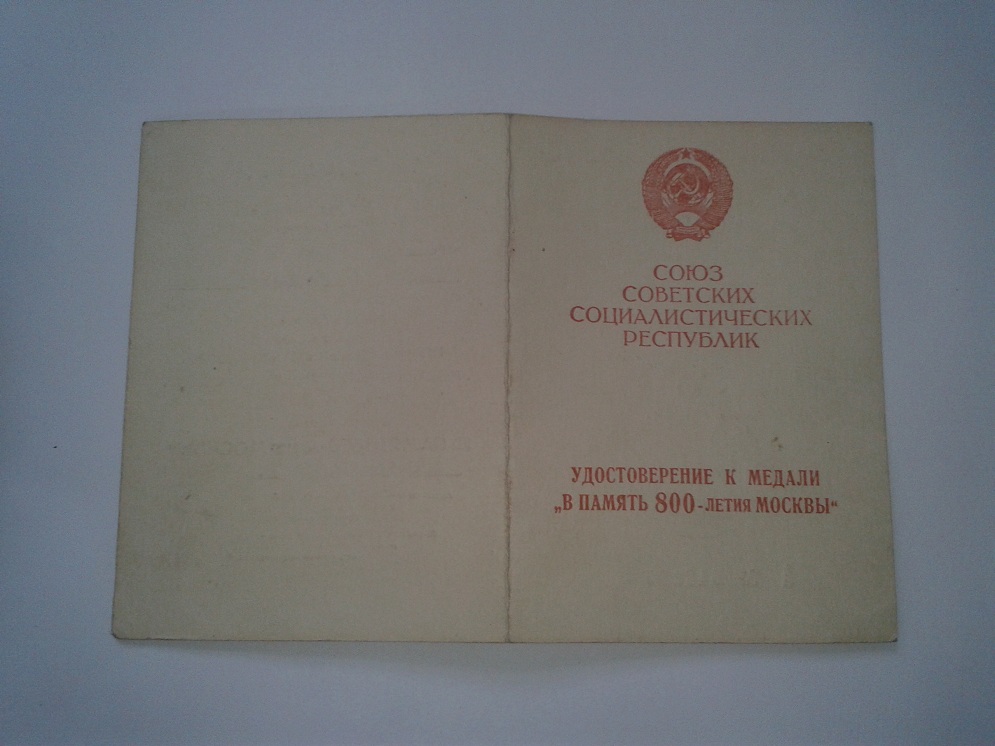 СОЮЗ
СОВЕТСКИХ
СОЦИАЛИСТИЧЕСКИХ
РЕСПУБЛИК
УДОСТОВЕРЕНИЕ К МЕДАЛИ
„В ПАМЯТЬ 800-ЛЕТИЯ МОСКВЫ“